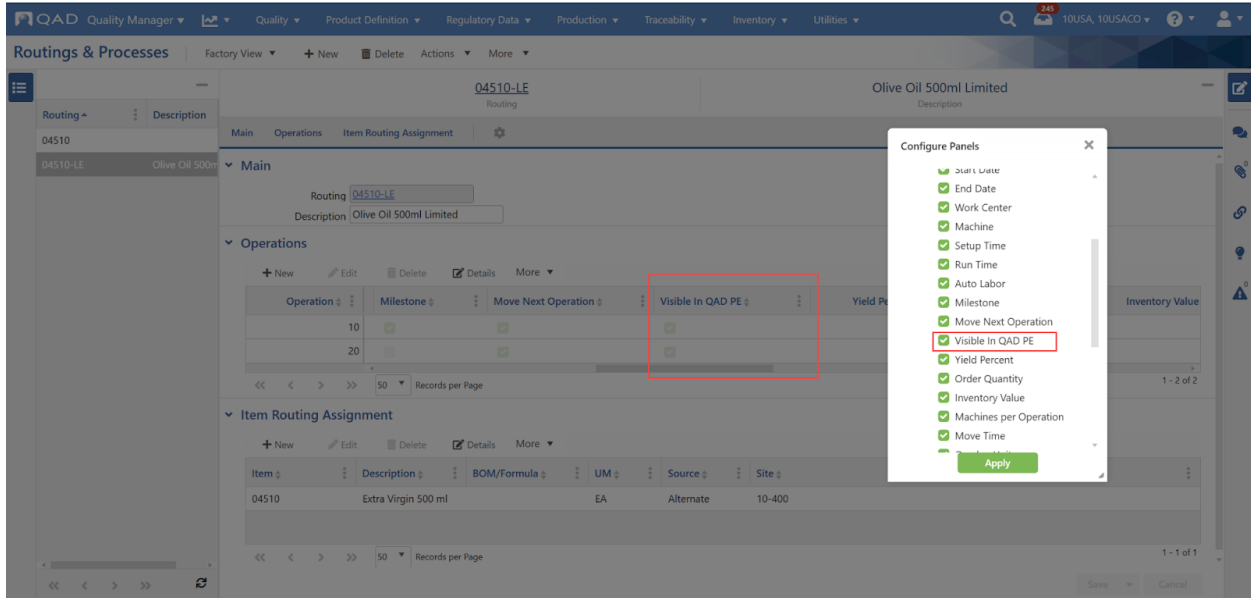 QAD Quality Manager Quality Product Definition Regulatory Data Production Traceability Inventory Utilities 245 10USA, 10USACO ?
Routings & Processes Factory View + New Delete Actions More
04510-LE
Routing
Olive Oil 500ml Limited
Description
Routing Description
04510
04510-LE Olive Oil 500m
Main Operations Item Routing Assignment
Main
Routing 04510-LE
Description Olive Oil 500ml Limited
Operations
+ New Edit Delete Details More
Operation Milestone Move Next Operation Visible In QAD PE Yield Pe Inventory Value
10
20
<< < > >> 50 Records per Page 1 - 2 of 2
Item Routing Assignment
+ New Edit Delete Details More
Item Description BOM/Formula UM Source Site
04510 Extra Virgin 500 ml EA Alternate 10-400
<< < > >> 50 Records per Page 1 - 1 of 1
<< < > >>
Save Cancel
Configure Panels
Start Date
End Date
Work Center
Machine
Setup Time
Run Time
Auto Labor
Milestone
Move Next Operation
Visible In QAD PE
Yield Percent
Order Quantity
Inventory Value
Machines per Operation
Move Time
Apply
0
0